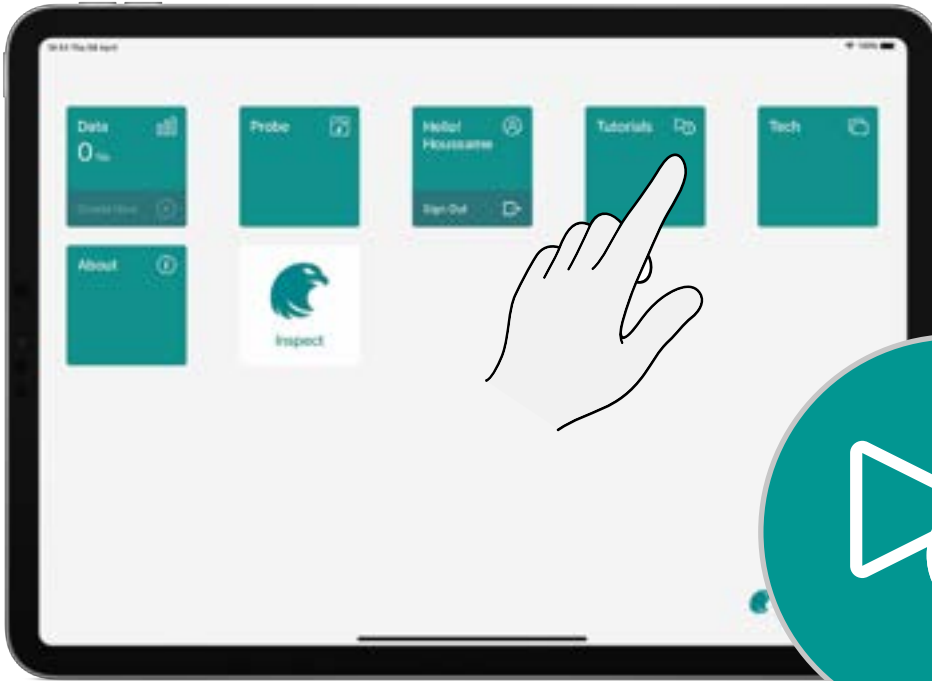 Data
0
Probe
Hello!
Houssame
Sign Out
Tutorials
Tech
About
Inspect